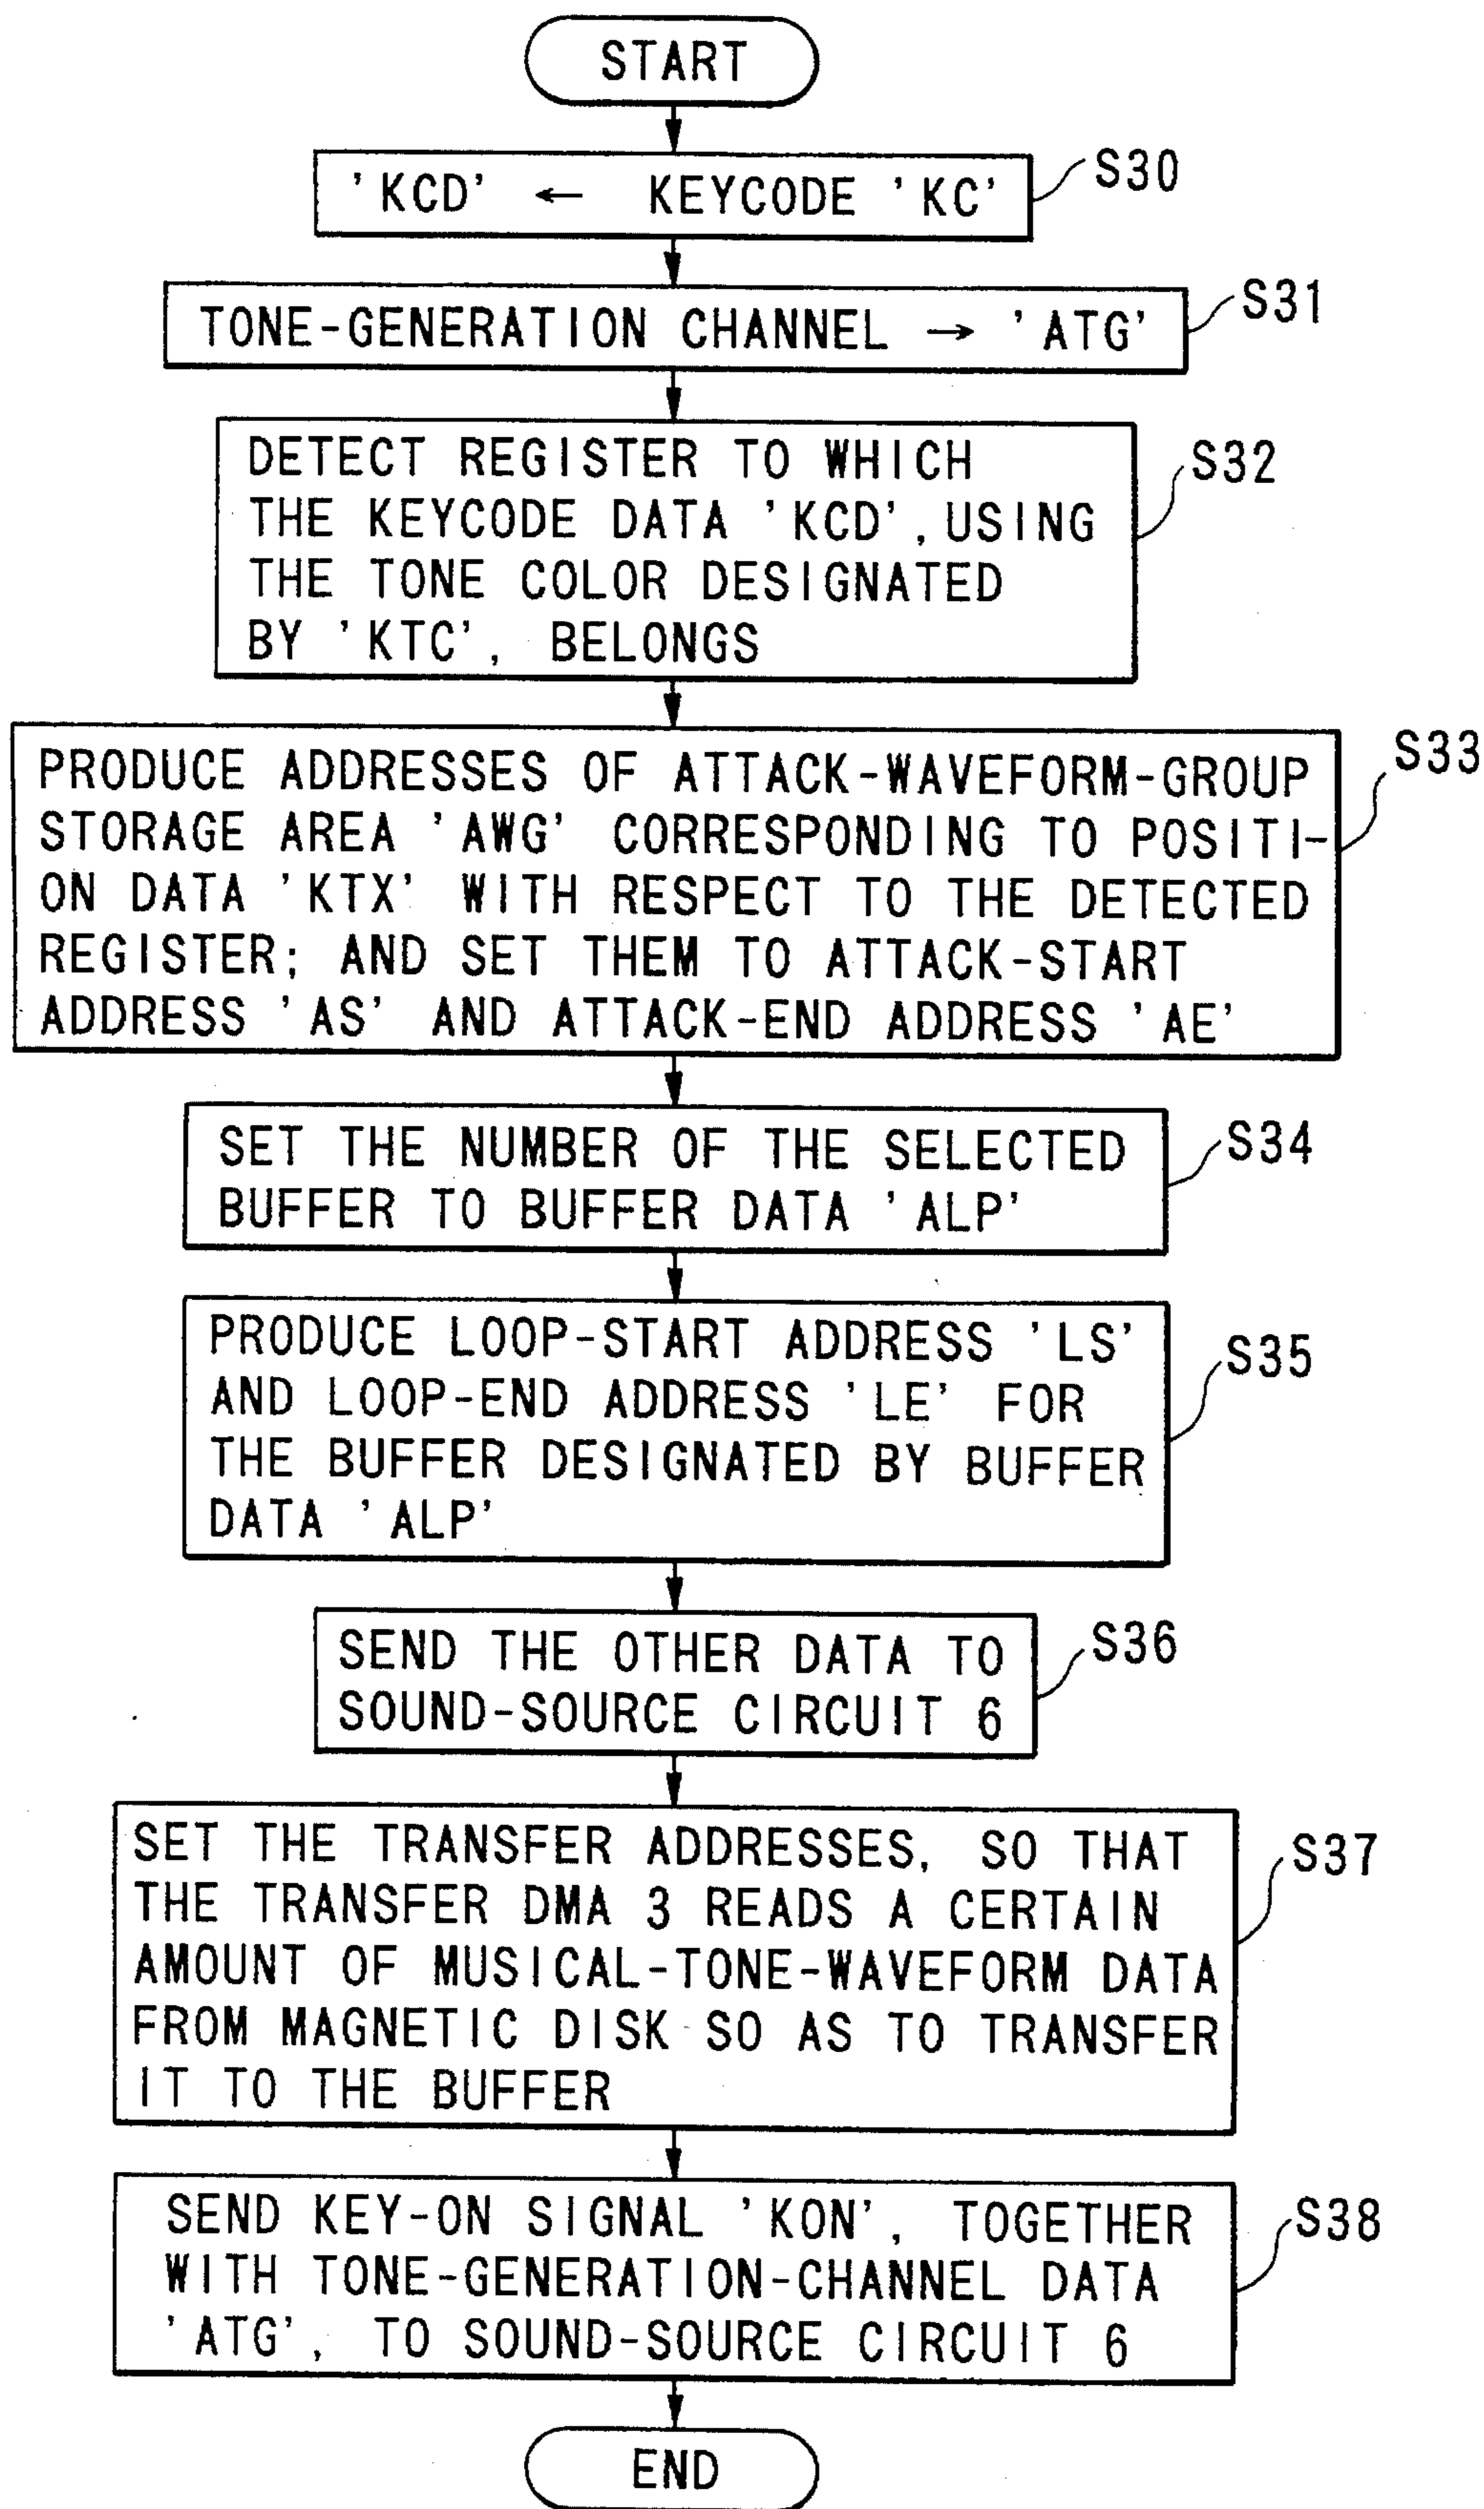 START
'KCD' ← KEYCODE 'KC'
S30
TONE-GENERATION CHANNEL → 'ATG'
S31
DETECT REGISTER TO WHICH
THE KEYCODE DATA 'KCD', USING
THE TONE COLOR DESIGNATED
BY 'KTC', BELONGS
S32
PRODUCE ADDRESSES OF ATTACK-WAVEFORM-GROUP
STORAGE AREA 'AWG' CORRESPONDING TO POSITI-
ON DATA 'KTX' WITH RESPECT TO THE DETECTED
REGISTER; AND SET THEM TO ATTACK-START
ADDRESS 'AS' AND ATTACK-END ADDRESS 'AE'
S33
SET THE NUMBER OF THE SELECTED
BUFFER TO BUFFER DATA 'ALP'
S34
PRODUCE LOOP-START ADDRESS 'LS'
AND LOOP-END ADDRESS 'LE' FOR
THE BUFFER DESIGNATED BY BUFFER
DATA 'ALP'
S35
SEND THE OTHER DATA TO
SOUND-SOURCE CIRCUIT 6
S36
SET THE TRANSFER ADDRESSES, SO THAT
THE TRANSFER DMA 3 READS A CERTAIN
AMOUNT OF MUSICAL-TONE-WAVEFORM DATA
FROM MAGNETIC DISK SO AS TO TRANSFER
IT TO THE BUFFER
S37
SEND KEY-ON SIGNAL 'KON', TOGETHER
WITH TONE-GENERATION-CHANNEL DATA
'ATG', TO SOUND-SOURCE CIRCUIT 6
S38
END